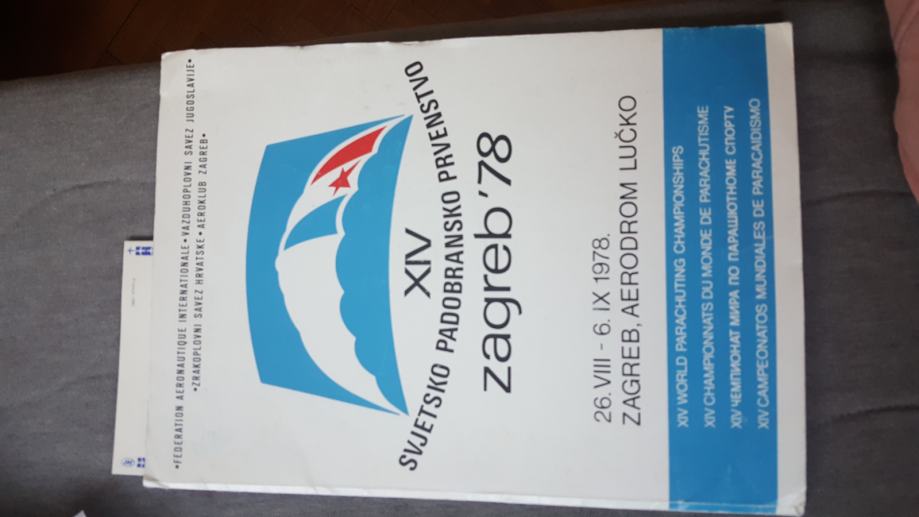 •FEDERATION AERONAUTIQUE INTERNATIONALE•VAZDUHOPLOVNI SAVEZ JUGOSLAVIJE•
•ZRAKOPLOVNI SAVEZ HRVATSKE•AEROKLUB ZAGREB•
SVJETSKO PADOBRANSKO PRVENSTVO
XIV
zagreb'78
26.VIII - 6. IX 1978.
ZAGREB, AERODROM LUČKO
XIV WORLD PARACHUTING CHAMPIONSHIPS
XIV CHAMPIONNATS DU MONDE DE PARACHUTISME
XIV ЧЕМПИОНАТ МИРА ПО ПАРАШЮТНОМЕ СПОРТУ
XIV CAMPEONATOS MUNDIALES DE PARACAIDISMO